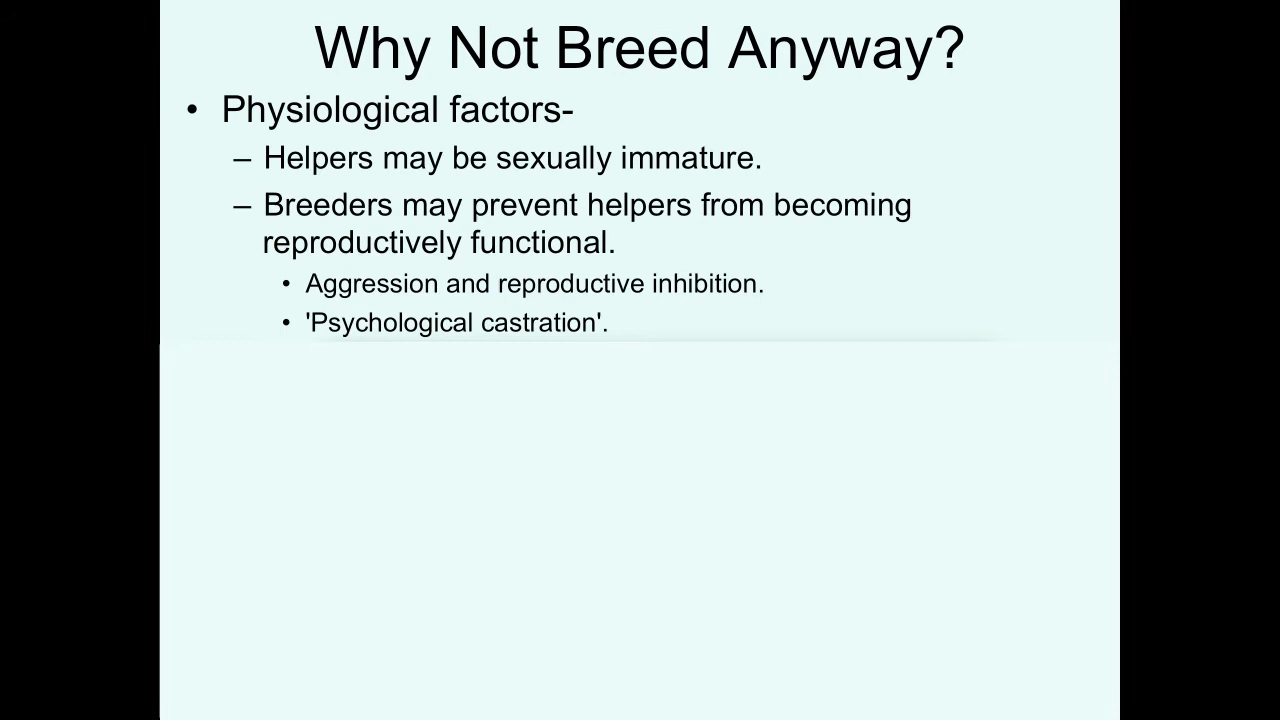 Why Not Breed Anyway?
• Physiological factors-
– Helpers may be sexually immature.
– Breeders may prevent helpers from becoming
reproductively functional.
• Aggression and reproductive inhibition.
• 'Psychological castration'.